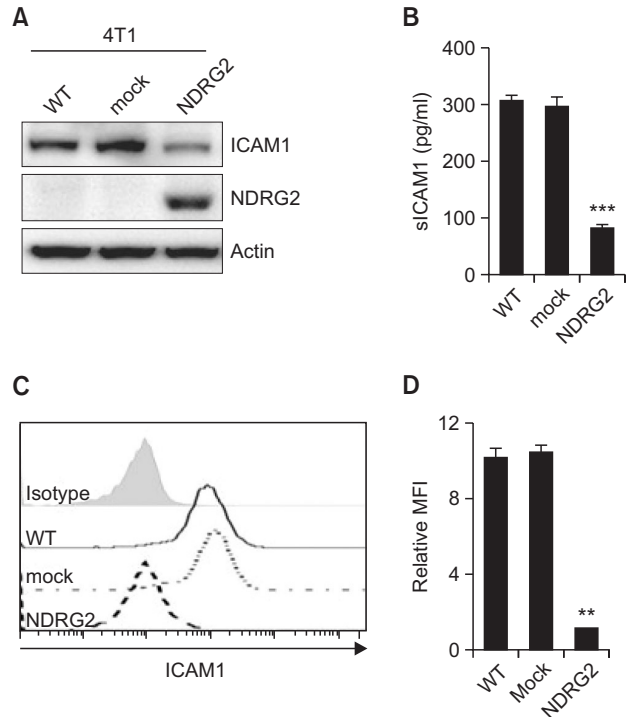 A
4T1
WT
mock
NDRG2
ICAM1
NDRG2
Actin
B
sICAM1 (pg/ml)
400
300
200
100
0
***
WT
mock
NDRG2
C
Isotype
WT
mock
NDRG2
ICAM1
D
Relative MFI
12
8
4
0
**
WT
Mock
NDRG2